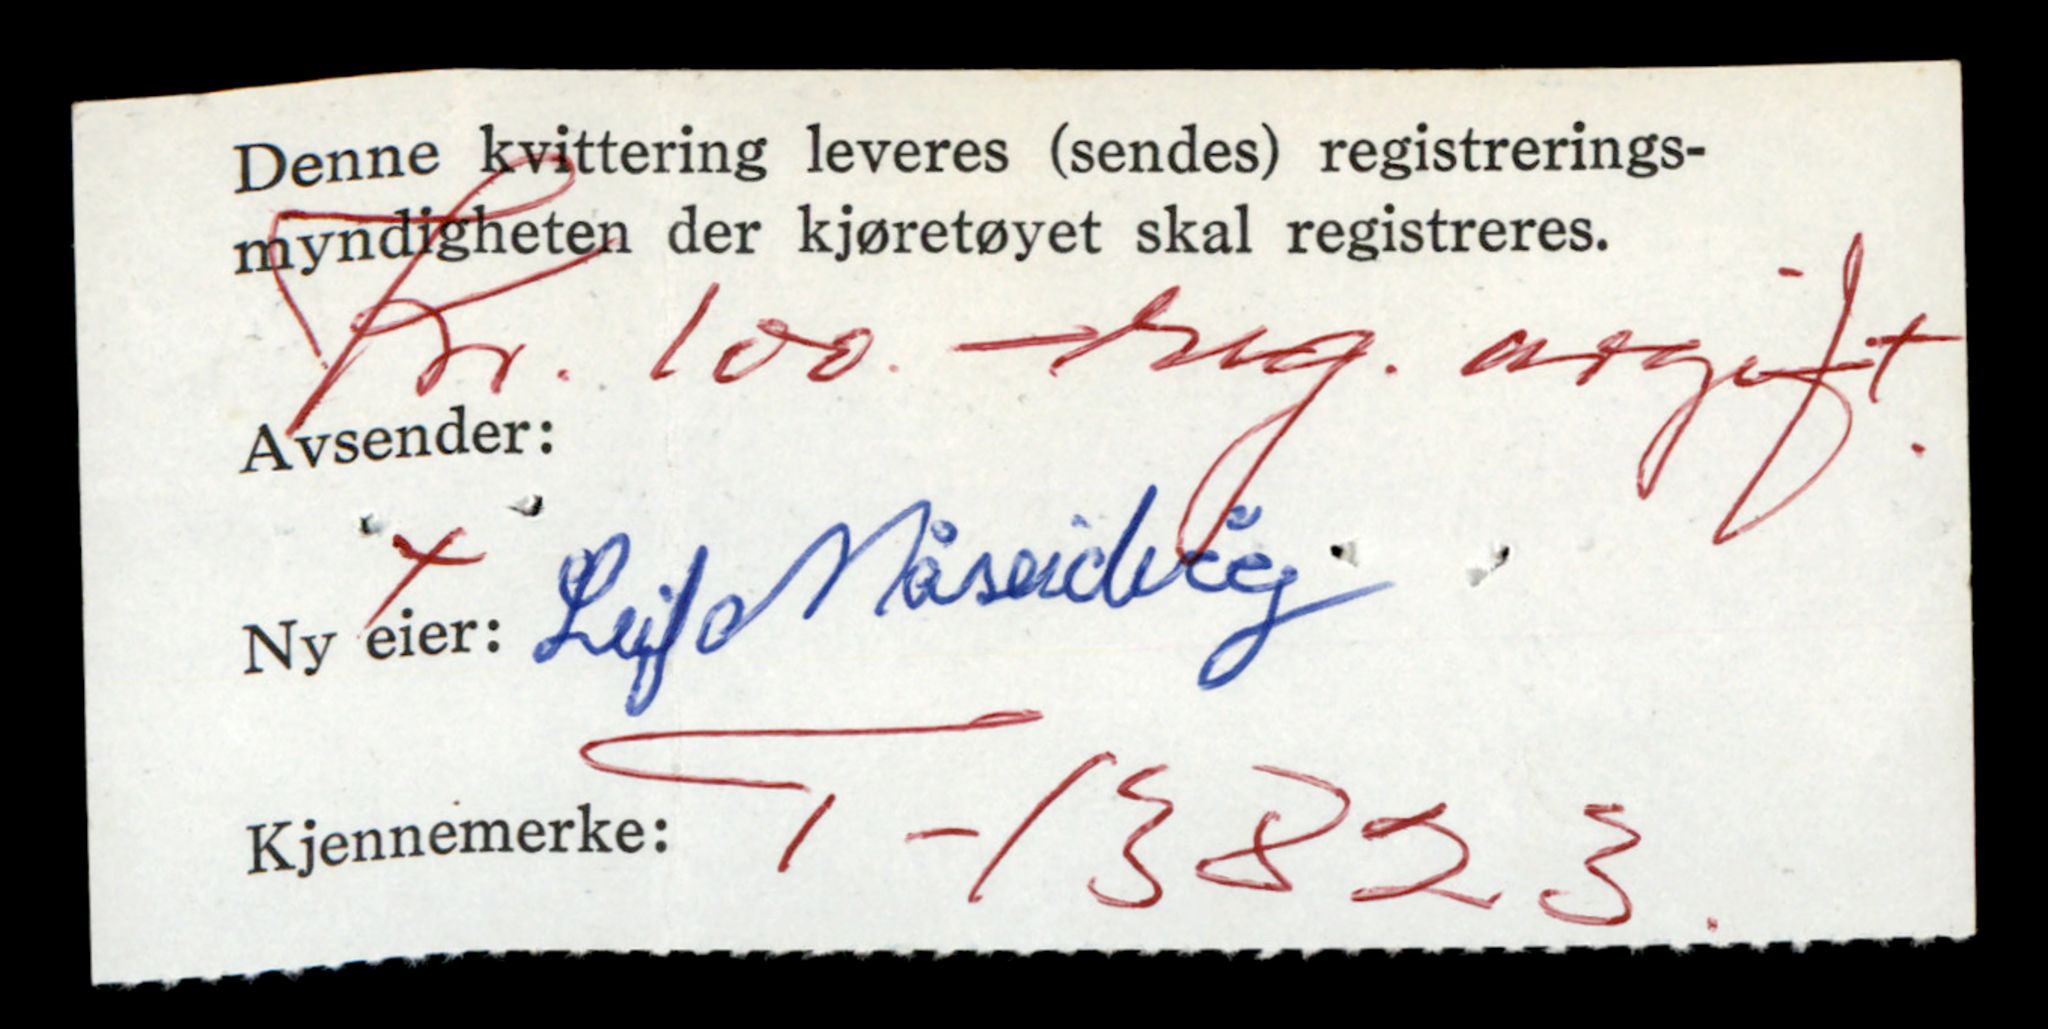 Denne kvittering leveres (sendes) registrerings-
myndigheten der kjøretøyet skal registreres.
Kr. 100. - reg. avgift.
Avsender:
x
Ny eier: Leif Måseidvåg
Kjennemerke: T-13823.